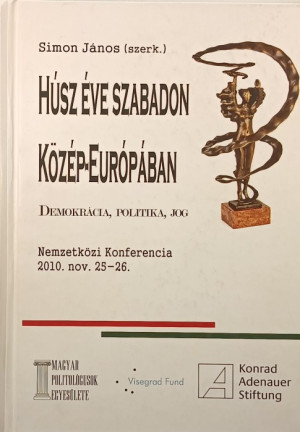 Simon János (szerk.)
HÚSZ ÉVE SZABADON
KÖZÉP-EURÓPÁBAN
DEMOKRÁCIA, POLITIKA, JOG
Nemzetközi Konferencia
2010. nov. 25-26.
MAGYAR
POLITOLÓGUSOK
EGYESÜLETE
Visegrad Fund
Konrad
Adenauer
Stiftung